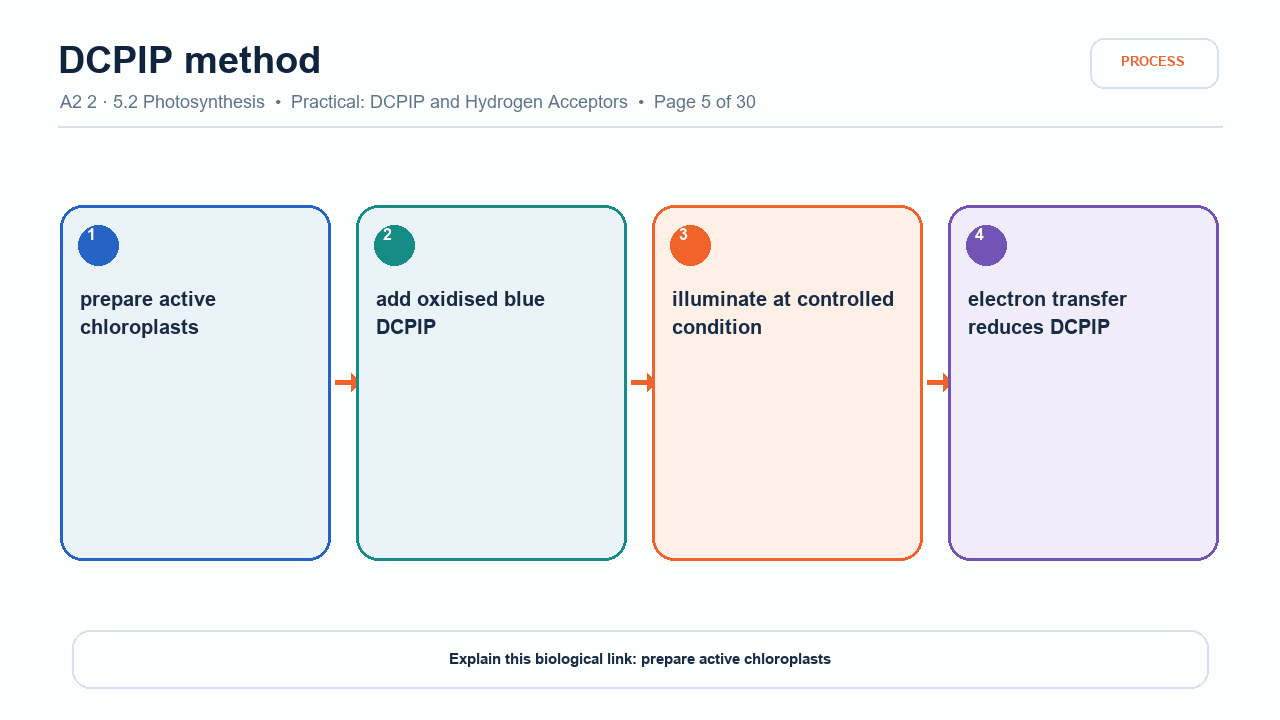 DCPIP method
PROCESS
A2 2 · 5.2 Photosynthesis • Practical: DCPIP and Hydrogen Acceptors • Page 5 of 30
1
prepare active
chloroplasts
2
add oxidised blue
DCPIP
3
illuminate at controlled
condition
4
electron transfer
reduces DCPIP
Explain this biological link: prepare active chloroplasts